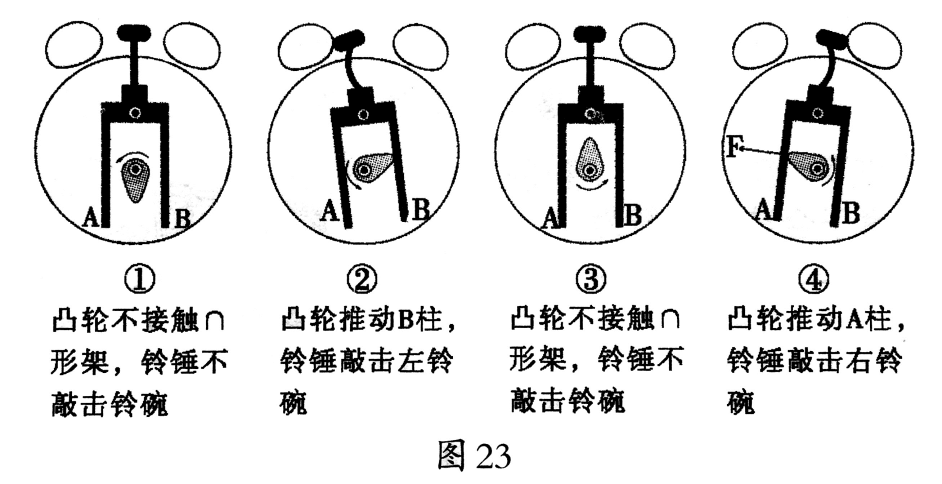 A B
A B
A B
F A B
① ② ③ ④
凸轮不接触∩
形架，铃锤不
敲击铃碗
凸轮推动B柱，
铃锤敲击左铃
碗
凸轮不接触∩
形架，铃锤不
敲击铃碗
凸轮推动A柱，
铃锤敲击右铃
碗
图 23